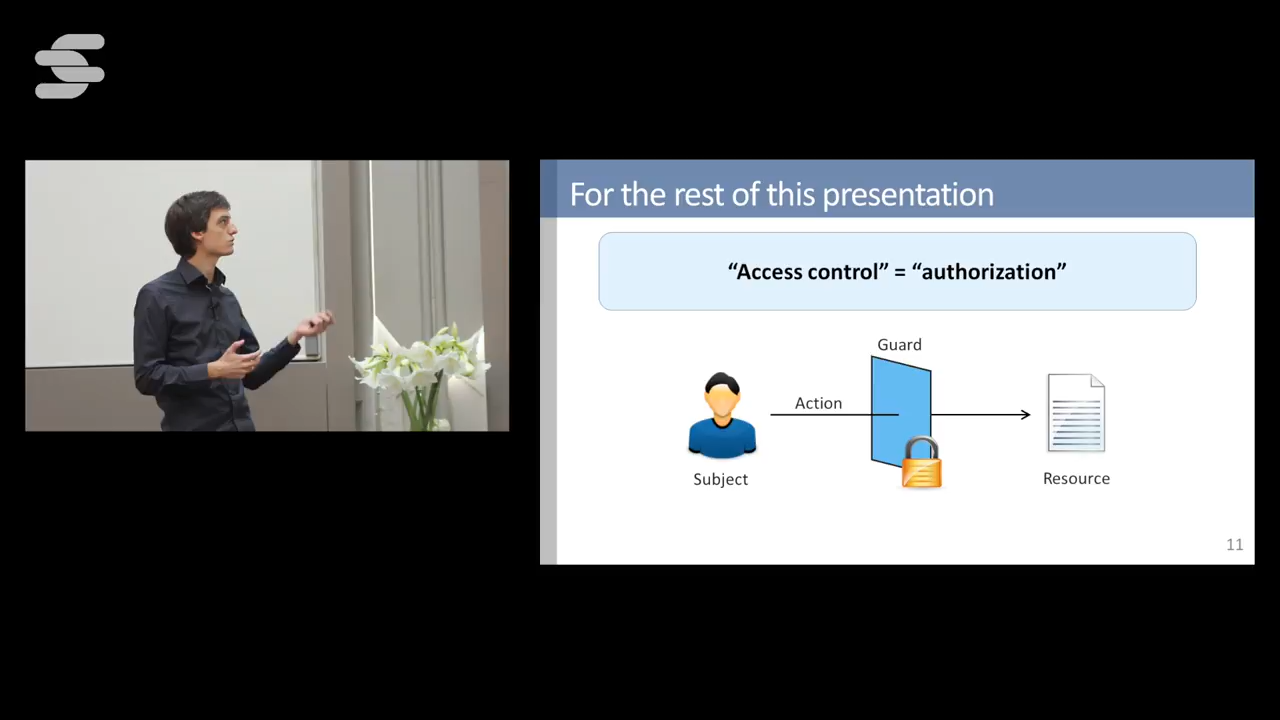 For the rest of this presentation
“Access control” = “authorization”
Guard
Action
Subject
Resource
11